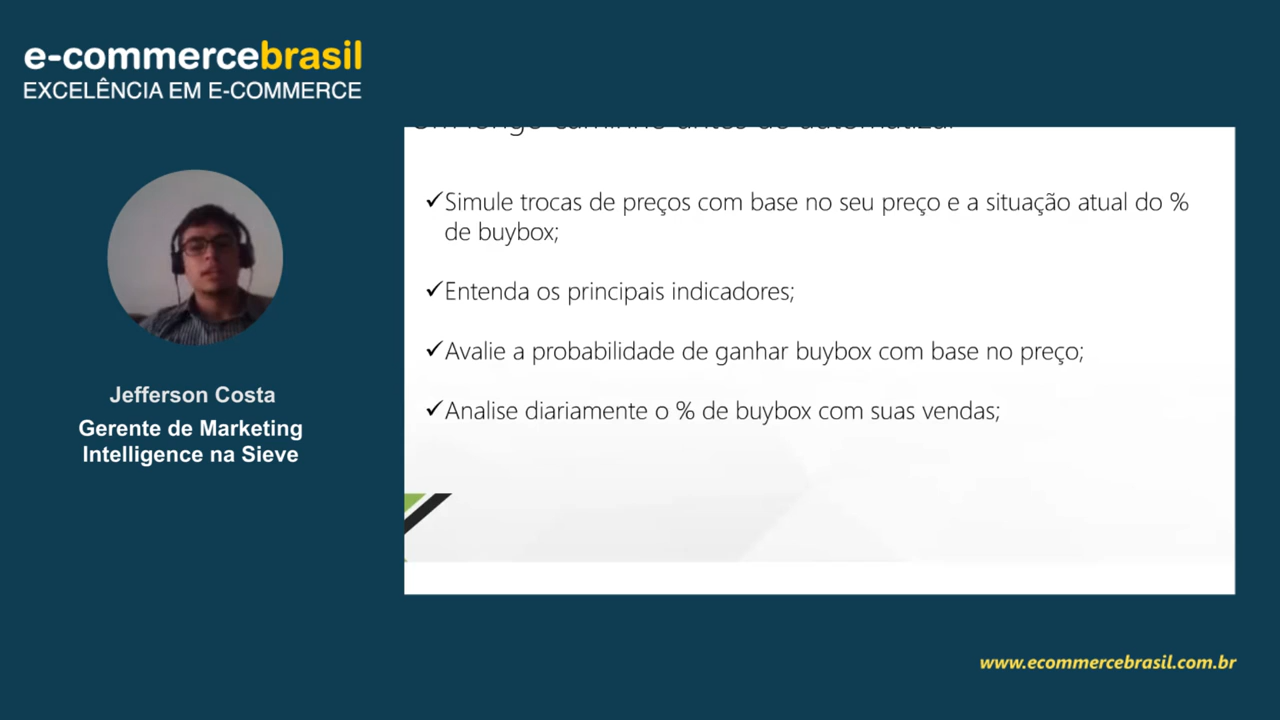 e-commercebrasil
EXCELÊNCIA EM E-COMMERCE
✓Simule trocas de preços com base no seu preço e a situação atual do %
de buybox;
✓Entenda os principais indicadores;
✓Avalie a probabilidade de ganhar buybox com base no preço;
✓Analise diariamente o % de buybox com suas vendas;
Jefferson Costa
Gerente de Marketing
Intelligence na Sieve
www.ecommercebrasil.com.br